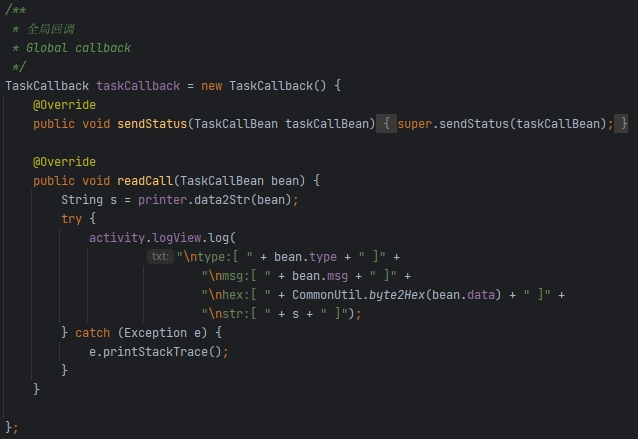 /**
 * 全局回调
 * Global callback
 */
TaskCallback taskCallback = new TaskCallback() {
    @Override
    public void sendStatus(TaskCallBean taskCallBean) { super.sendStatus(taskCallBean); }
    @Override
    public void readCall(TaskCallBean bean) {
        String s = printer.data2Str(bean);
        try {
            activity.logView.log(
                    txt: "\ntype:[ " + bean.type + " ]" +
                            "\nmsg:[ " + bean.msg + " ]" +
                            "\nhex:[ " + CommonUtil.byte2Hex(bean.data) + " ]" +
                            "\nstr:[ " + s + " ]");
        } catch (Exception e) {
            e.printStackTrace();
        }
    }
};